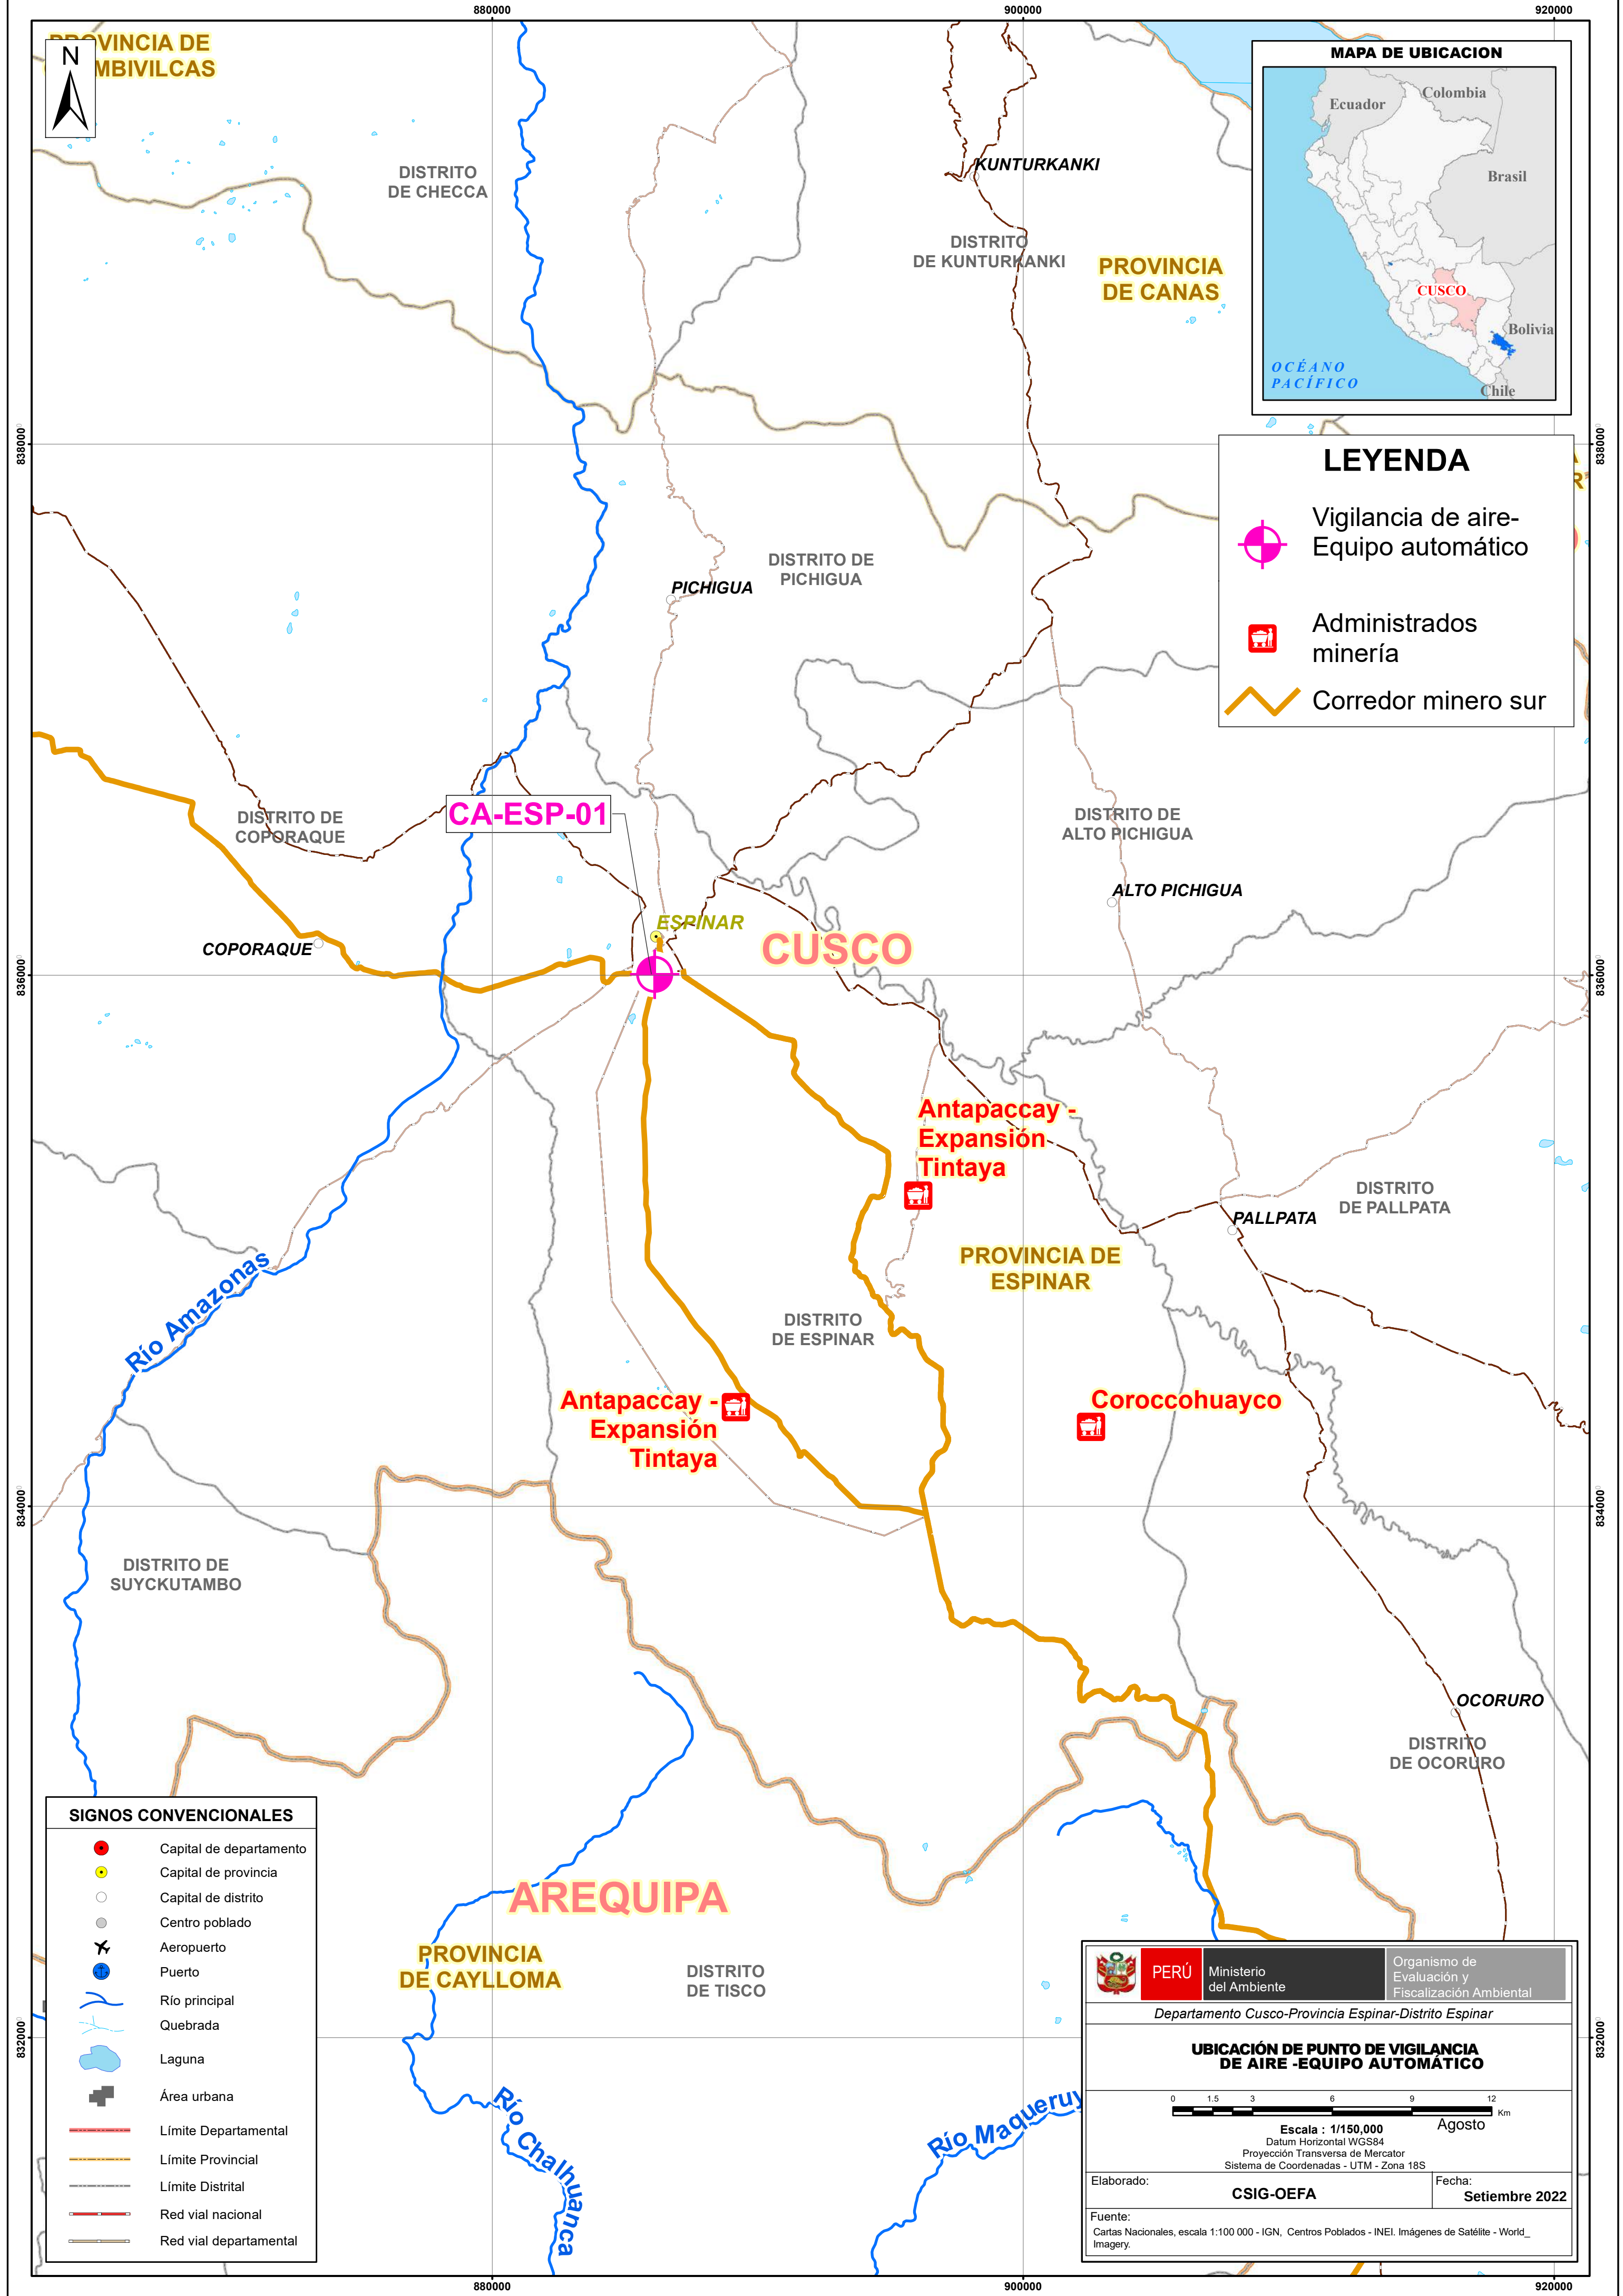 880000
900000
920000
PROVINCIA DE
MBIVILCAS
N
MAPA DE UBICACION
Ecuador
Colombia
Brasil
CUSCO
Bolivia
OCÉANO
PACÍFICO
Chile
DISTRITO
DE CHECCA
KUNTURKANKI
DISTRITO
DE KUNTURKANKI
PROVINCIA
DE CANAS
838000
838000
LEYENDA
Vigilancia de aire-
Equipo automático
Administrados
minería
Corredor minero sur
DISTRITO DE
PICHIGUA
PICHIGUA
DISTRITO DE
COPORAQUE
CA-ESP-01
DISTRITO DE
ALTO PICHIGUA
ALTO PICHIGUA
ESPINAR
COPORAQUE
CUSCO
836000
836000
Antapaccay -
Expansión
Tintaya
DISTRITO
DE PALLPATA
PALLPATA
PROVINCIA DE
ESPINAR
Río Amazonas
DISTRITO
DE ESPINAR
Antapaccay -
Expansión
Tintaya
Coroccohuayco
834000
834000
DISTRITO DE
SUYCKUTAMBO
OCORURO
DISTRITO
DE OCORURO
SIGNOS CONVENCIONALES
Capital de departamento
Capital de provincia
Capital de distrito
Centro poblado
Aeropuerto
Puerto
Río principal
Quebrada
Laguna
Área urbana
Límite Departamental
Límite Provincial
Límite Distrital
Red vial nacional
Red vial departamental
AREQUIPA
PROVINCIA
DE CAYLLOMA
DISTRITO
DE TISCO
832000
832000
Río Chalhuanca
Río Maqueruy
PERÚ
Ministerio
del Ambiente
Organismo de
Evaluación y
Fiscalización Ambiental
Departamento Cusco-Provincia Espinar-Distrito Espinar
UBICACIÓN DE PUNTO DE VIGILANCIA
DE AIRE -EQUIPO AUTOMÁTICO
0 1.5 3 6 9 12
Km
Agosto
Escala : 1/150,000
Datum Horizontal WGS84
Proyección Transversa de Mercator
Sistema de Coordenadas - UTM - Zona 18S
Elaborado:
CSIG-OEFA
Fecha:
Setiembre 2022
Fuente:
Cartas Nacionales, escala 1:100 000 - IGN, Centros Poblados - INEI. Imágenes de Satélite - World_
Imagery.
880000
900000
920000